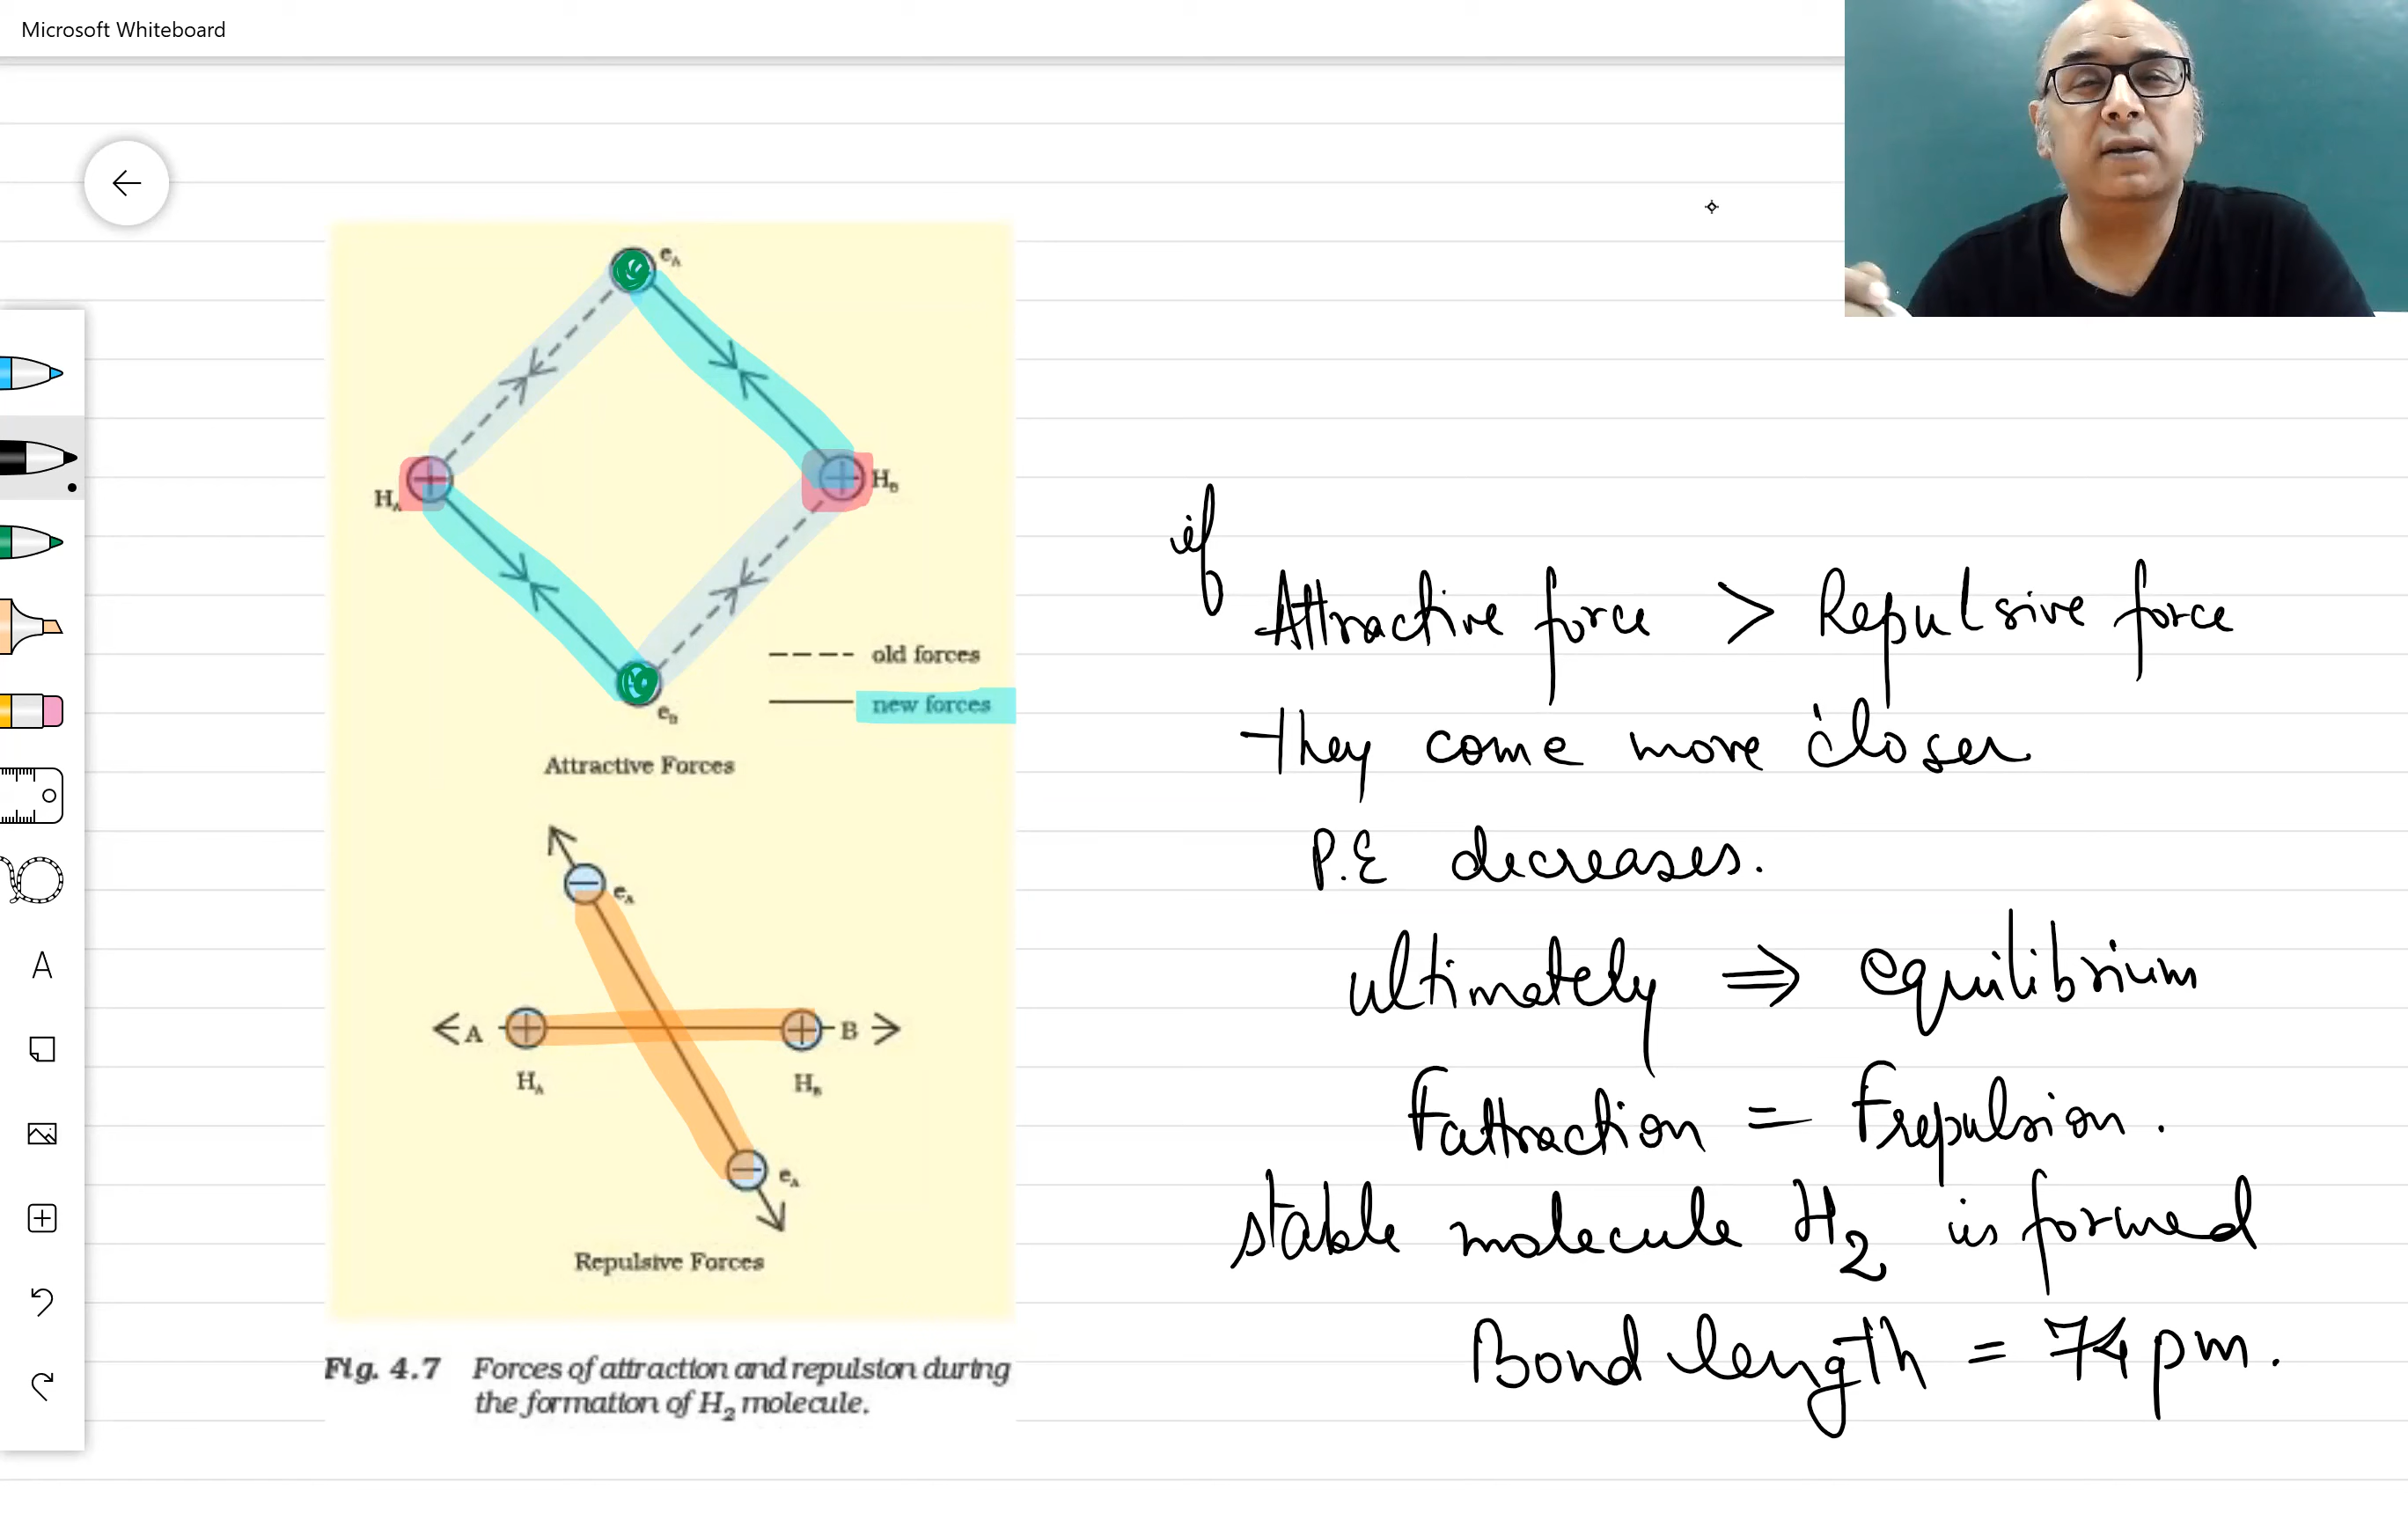 Microsoft Whiteboard
eA
HA
HB
eB
old forces
new forces
Attractive Forces
eA
A
B
HA
HB
eA
Repulsive Forces
Fig. 4.7 Forces of attraction and repulsion during
the formation of H2 molecule.
if
Attractive force > Repulsive force
they come more closer
P.E decreases.
ultimately ⇒ equilibrium
Fattraction = Frepulsion.
stable molecule H2 is formed
Bond length = 74 pm.
A